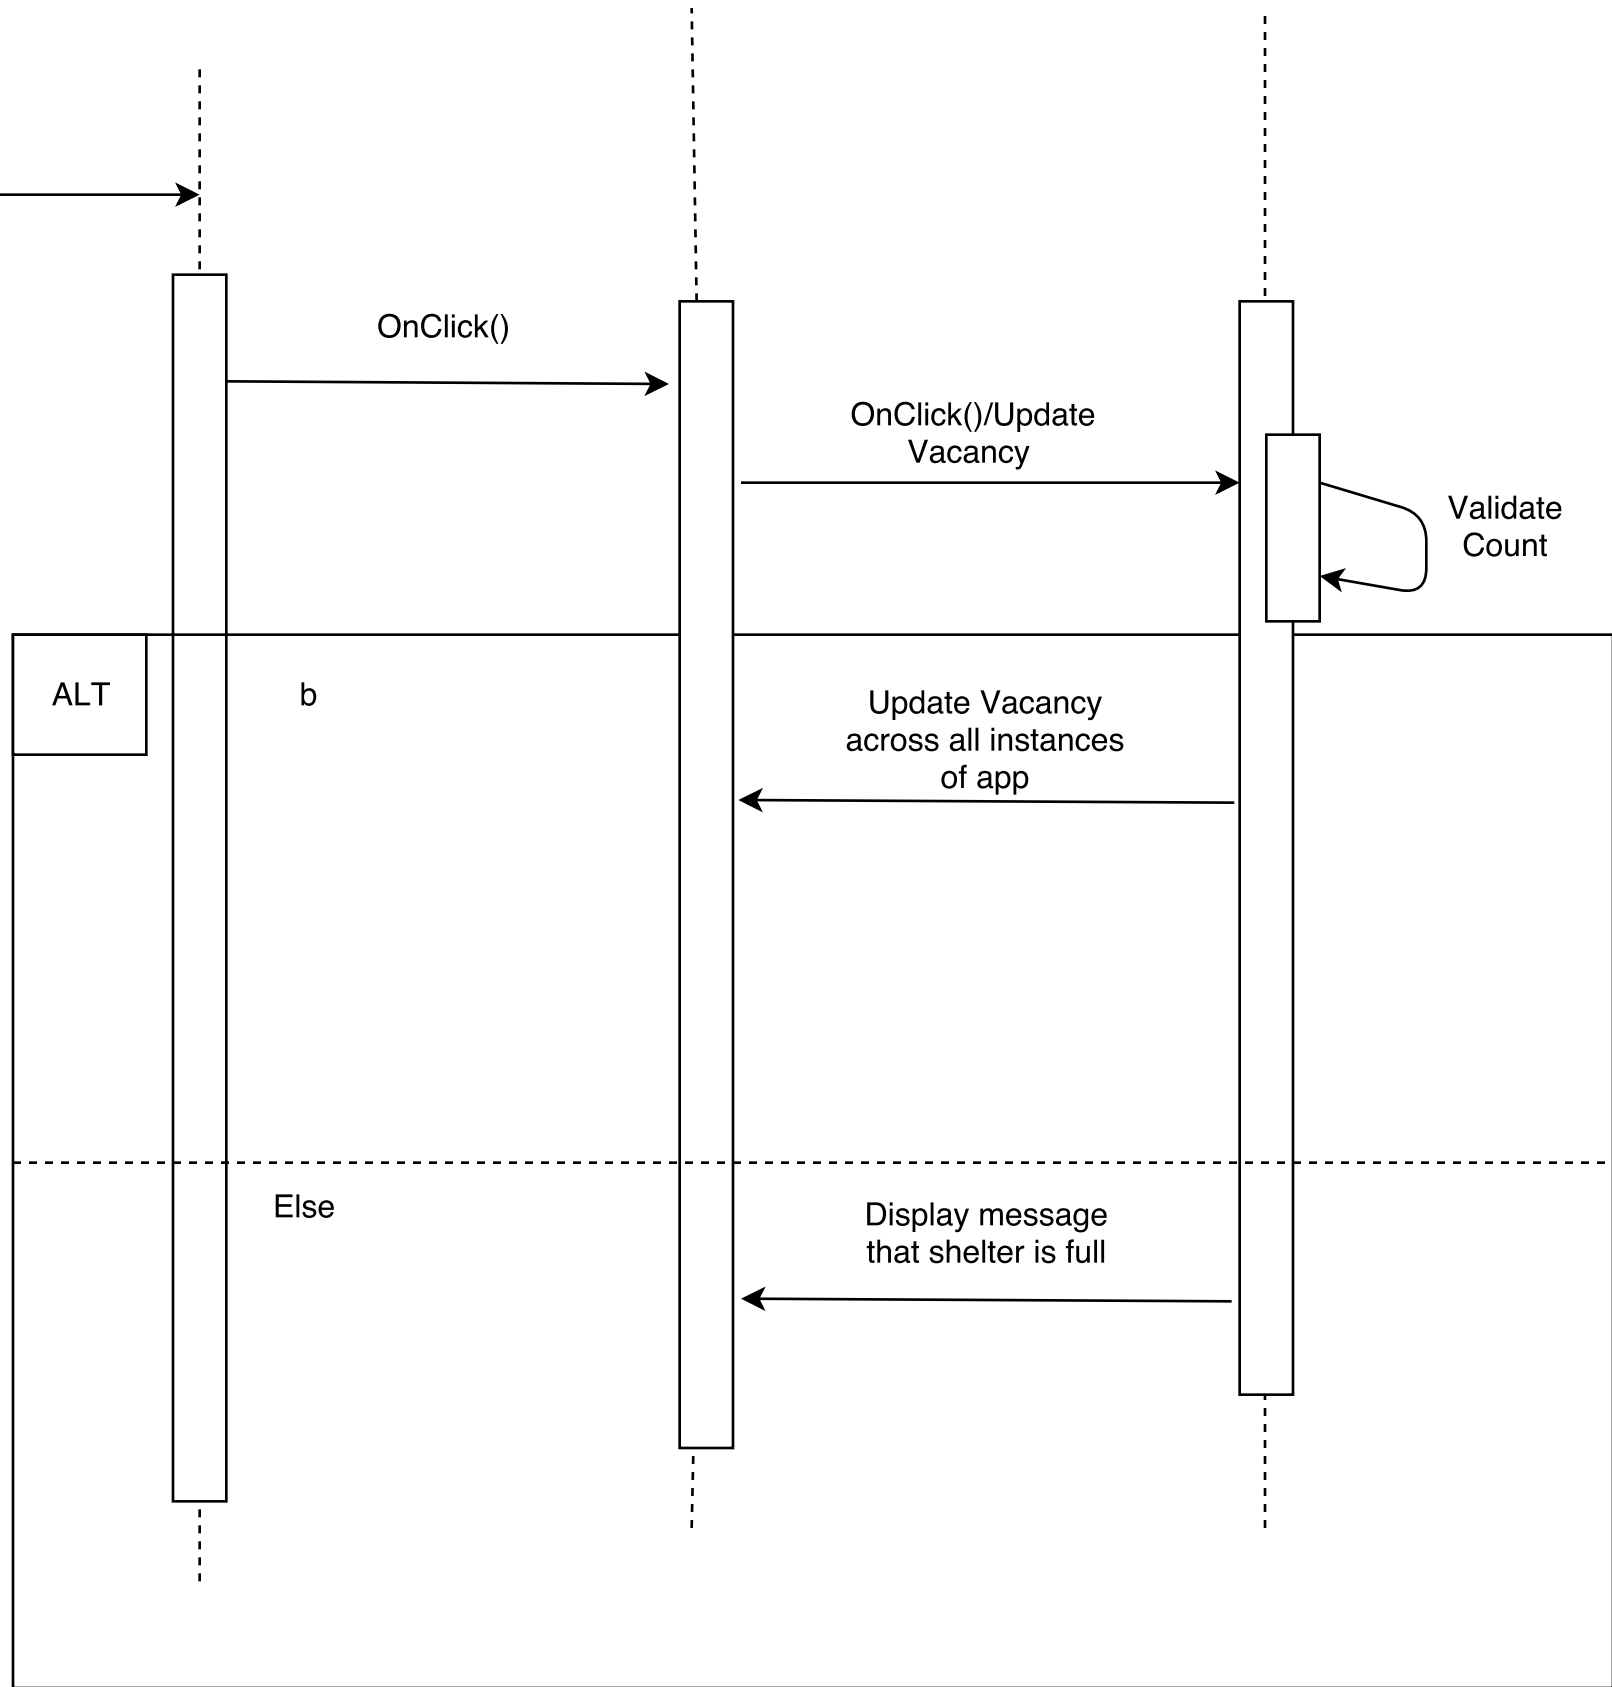 OnClick()
OnClick()/Update
Vacancy
Validate
Count
ALT
b
Update Vacancy
across all instances
of app
Else
Display message
that shelter is full